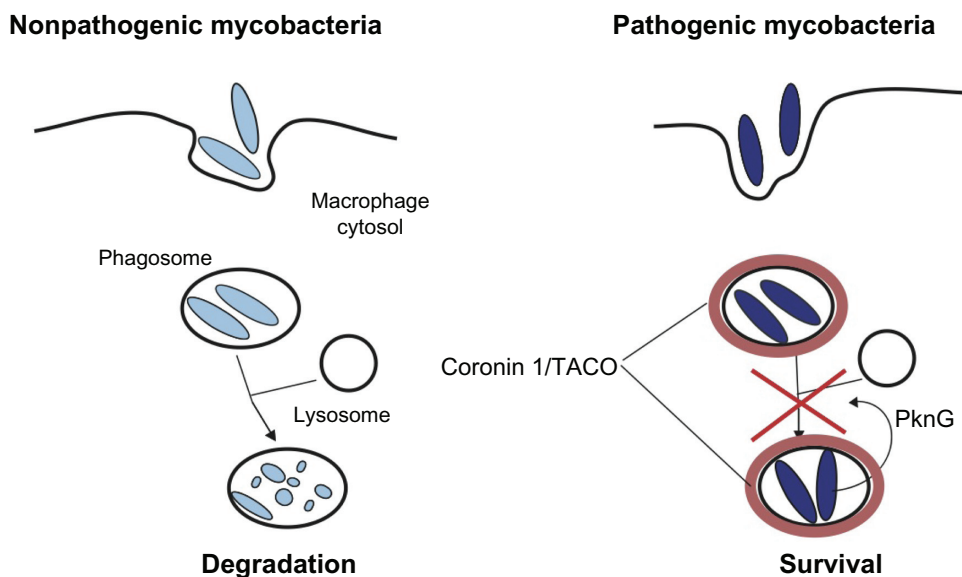 Nonpathogenic mycobacteria
Pathogenic mycobacteria
Macrophage
cytosol
Phagosome
Lysosome
Coronin 1/TACO
PknG
Degradation
Survival